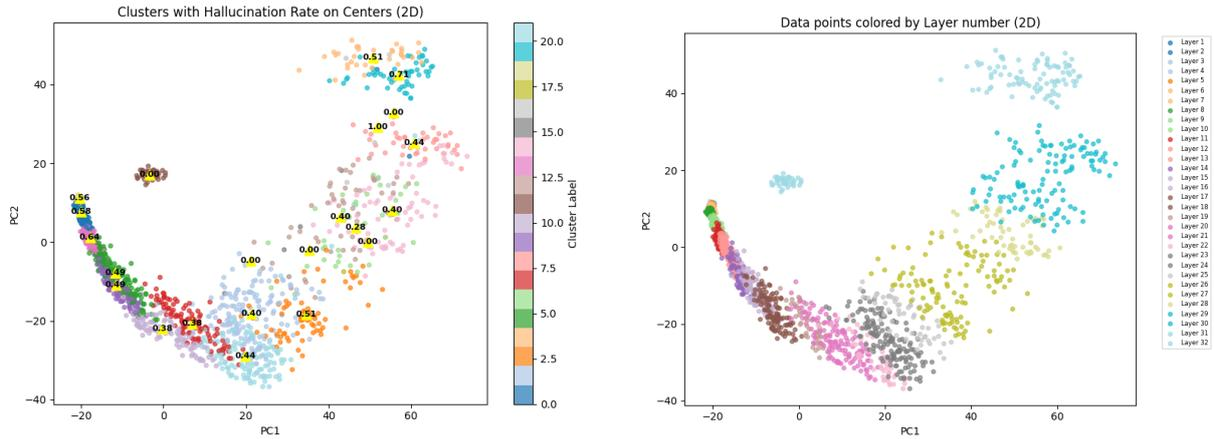 Clusters with Hallucination Rate on Centers (2D)
PC2
40
20
0
−20
−40
−20
0
20
40
60
PC1
0.51
0.71
0.00
1.00
0.44
0.00
0.56
0.58
0.64
0.40
0.40
0.28
0.00
0.00
0.00
0.49
0.49
0.38
0.38
0.40
0.51
0.44
20.0
17.5
15.0
12.5
10.0
7.5
5.0
2.5
0.0
Cluster Label
Data points colored by Layer number (2D)
PC2
40
20
0
−20
−40
−20
0
20
40
60
PC1
Layer 1
Layer 2
Layer 3
Layer 4
Layer 5
Layer 6
Layer 7
Layer 8
Layer 9
Layer 10
Layer 11
Layer 12
Layer 13
Layer 14
Layer 15
Layer 16
Layer 17
Layer 18
Layer 19
Layer 20
Layer 21
Layer 22
Layer 23
Layer 24
Layer 25
Layer 26
Layer 27
Layer 28
Layer 29
Layer 30
Layer 31
Layer 32